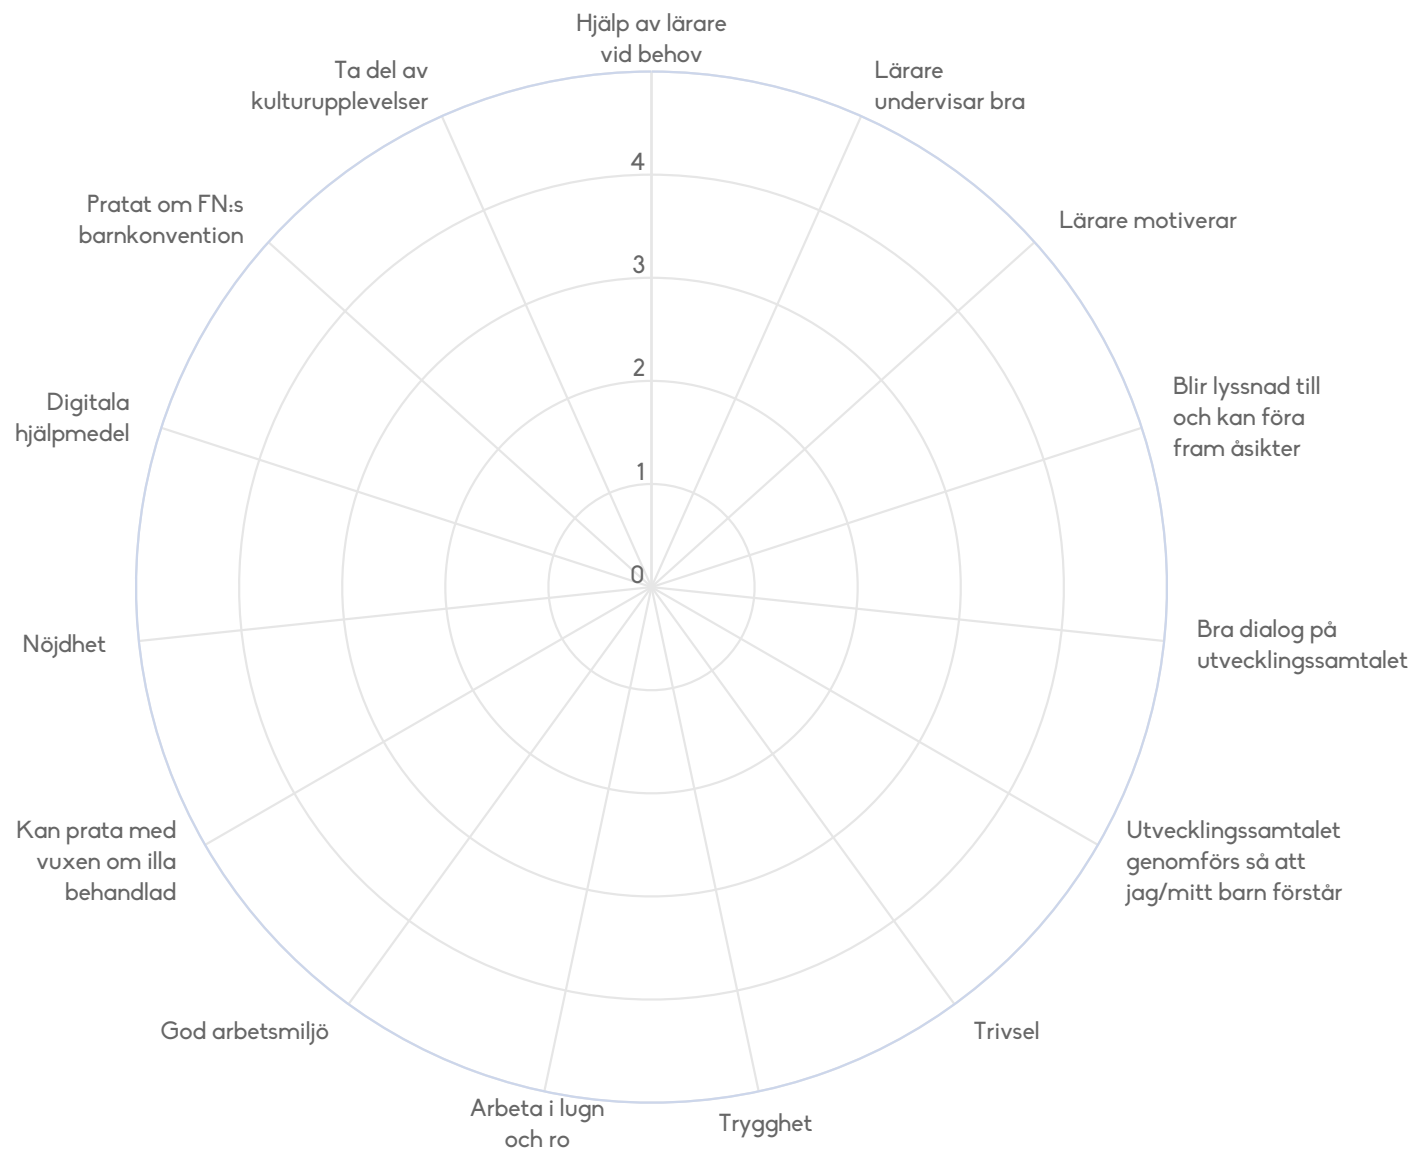 Hjälp av lärare
vid behov
Lärare
undervisar bra
Lärare motiverar
Blir lyssnad till
och kan föra
fram åsikter
Bra dialog på
utvecklingssamtalet
Utvecklingssamtalet
genomförs så att
jag/mitt barn förstår
Trivsel
Trygghet
Arbeta i lugn
och ro
God arbetsmiljö
Kan prata med
vuxen om illa
behandlad
Nöjdhet
Digitala
hjälpmedel
Pratat om FN:s
barnkonvention
Ta del av
kulturupplevelser
4
3
2
1
0